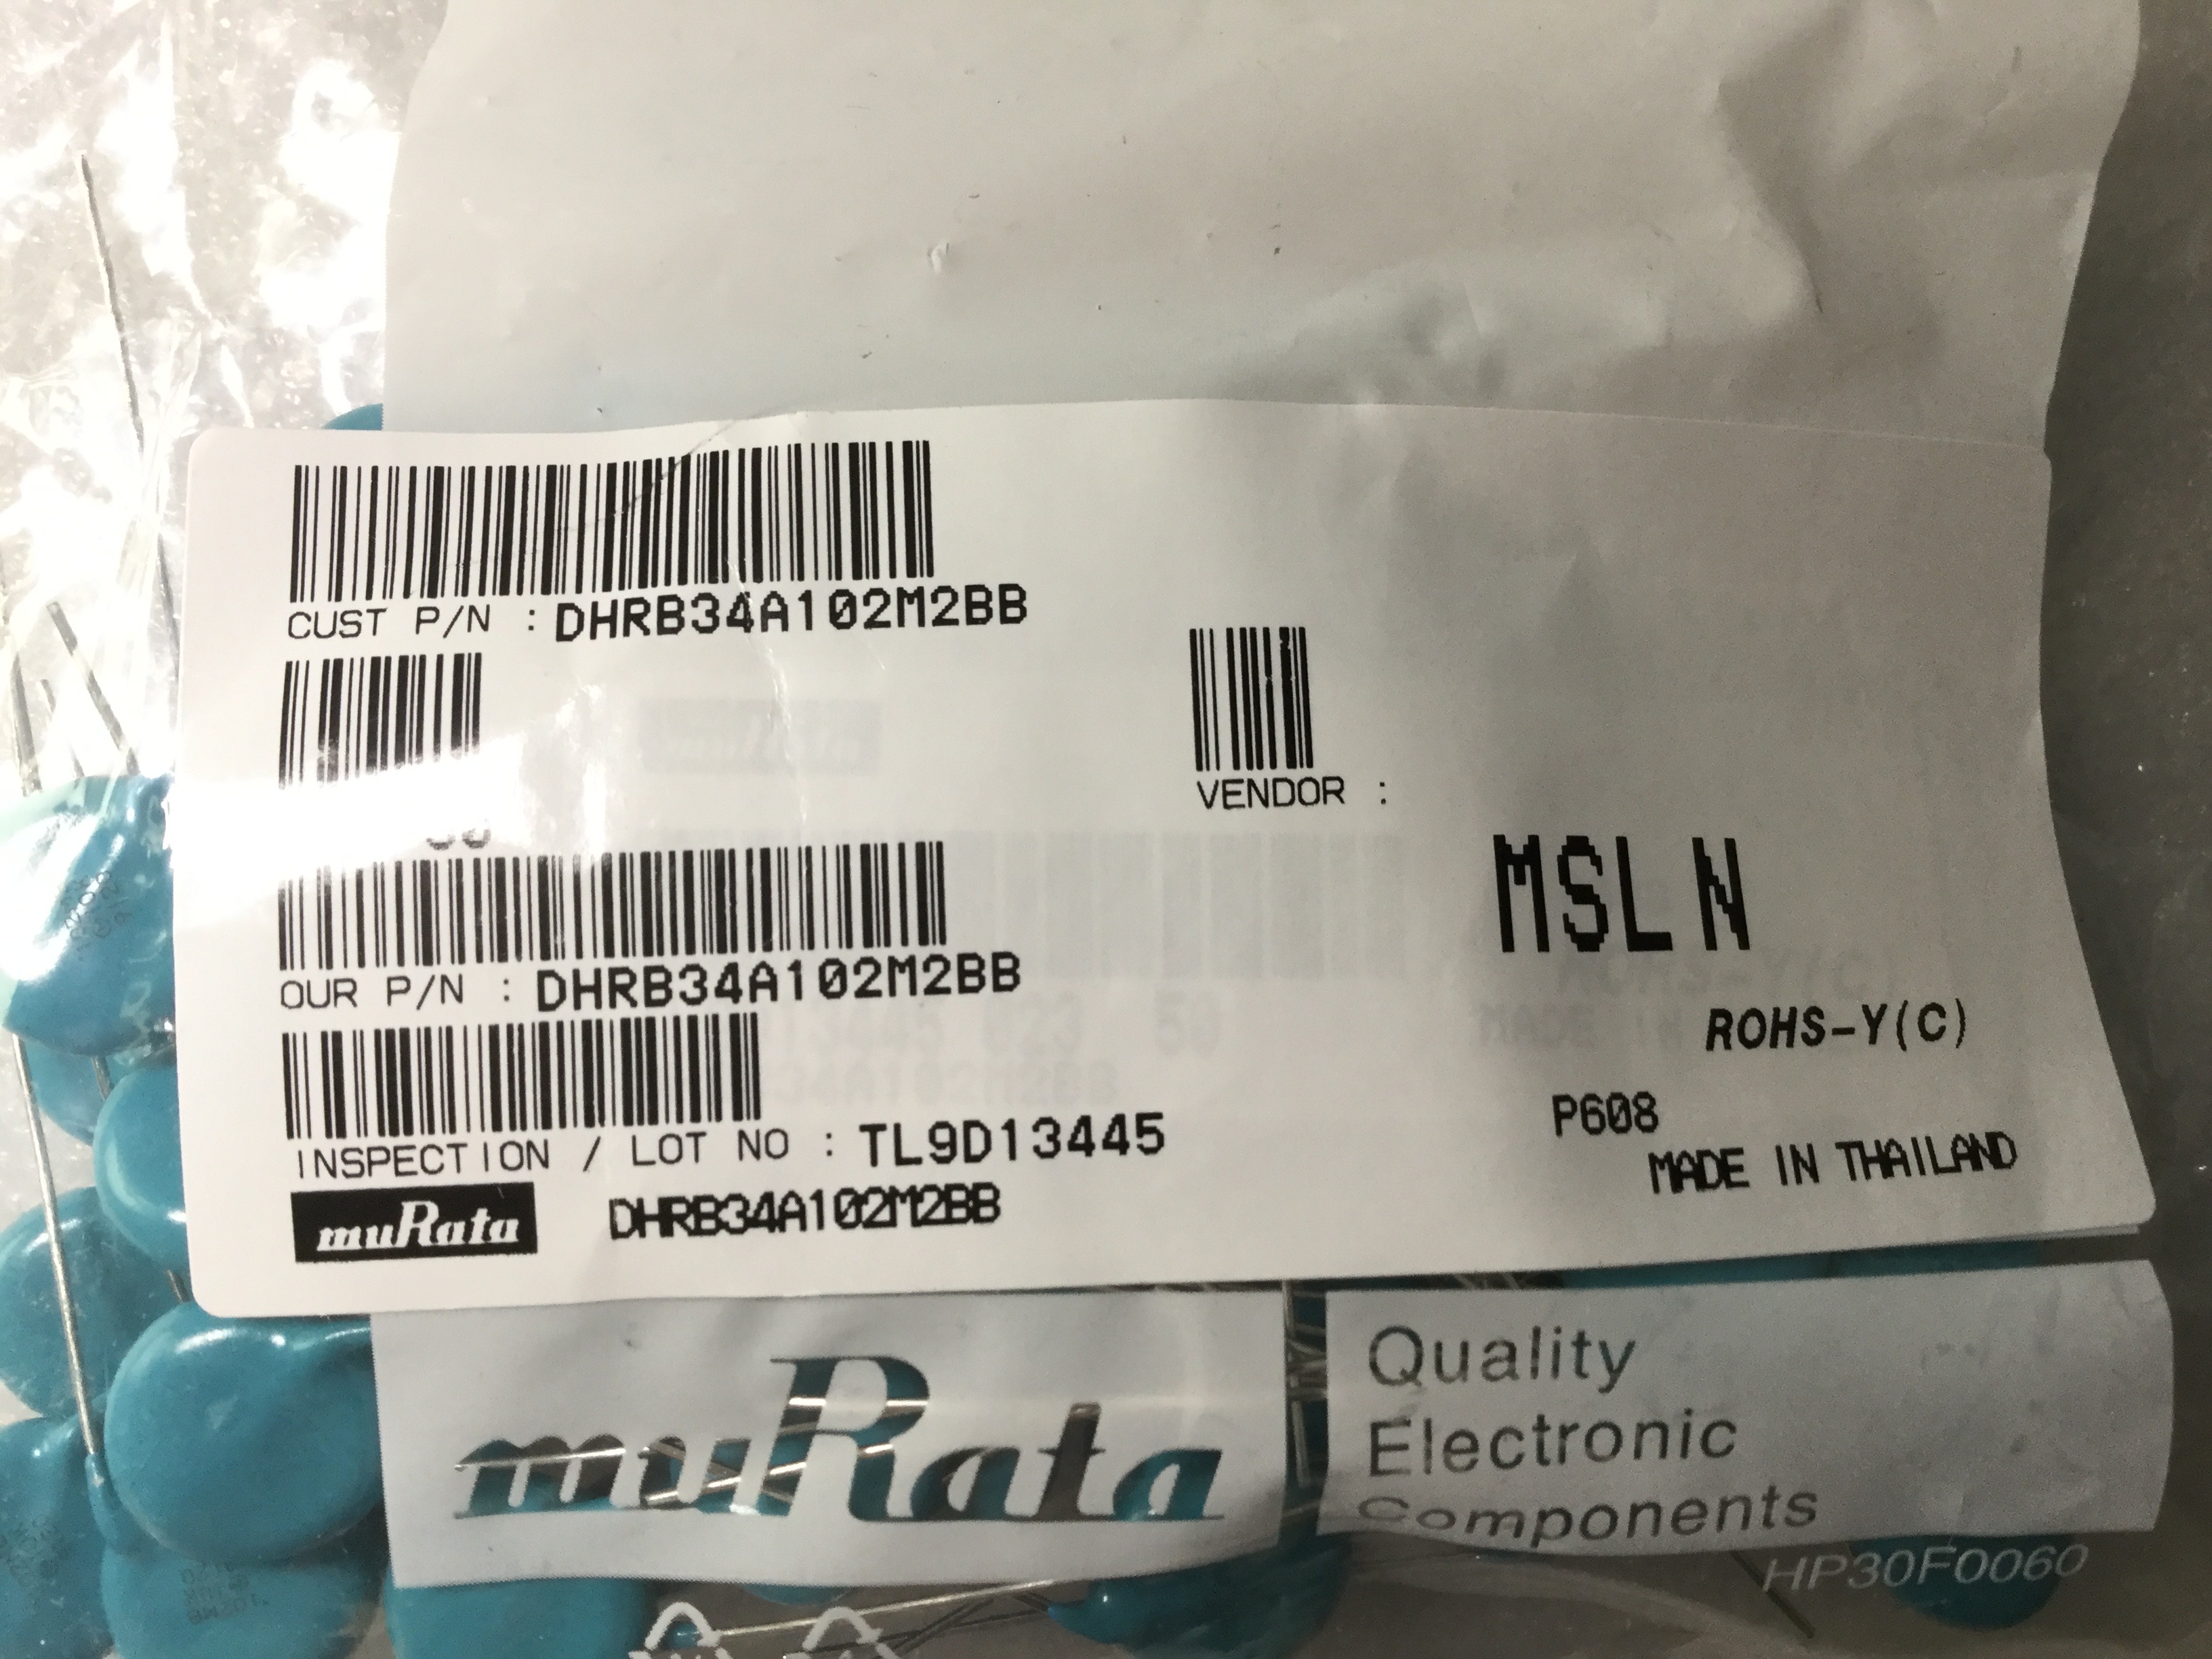 CUST P/N : DHRB34A102M2BB
VENDOR :
OUR P/N : DHRB34A102M2BB
MSL N
ROHS-Y(C)
INSPECTION / LOT NO : TL9D13445
P608
MADE IN THAILAND
muRata DHRB34A102M2BB
muRata
Quality
Electronic
Components
HP30F0060